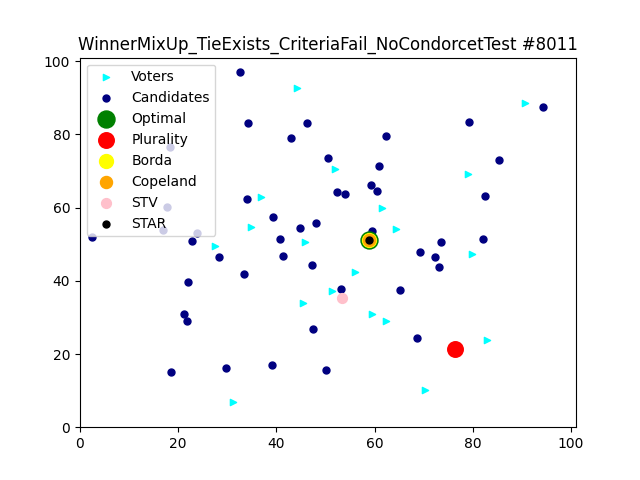 WinnerMixUp_TieExists_CriteriaFail_NoCondorcetTest #8011
100
80
60
40
20
0
Voters
Candidates
Optimal
Plurality
Borda
Copeland
STV
STAR
0 20 40 60 80 100